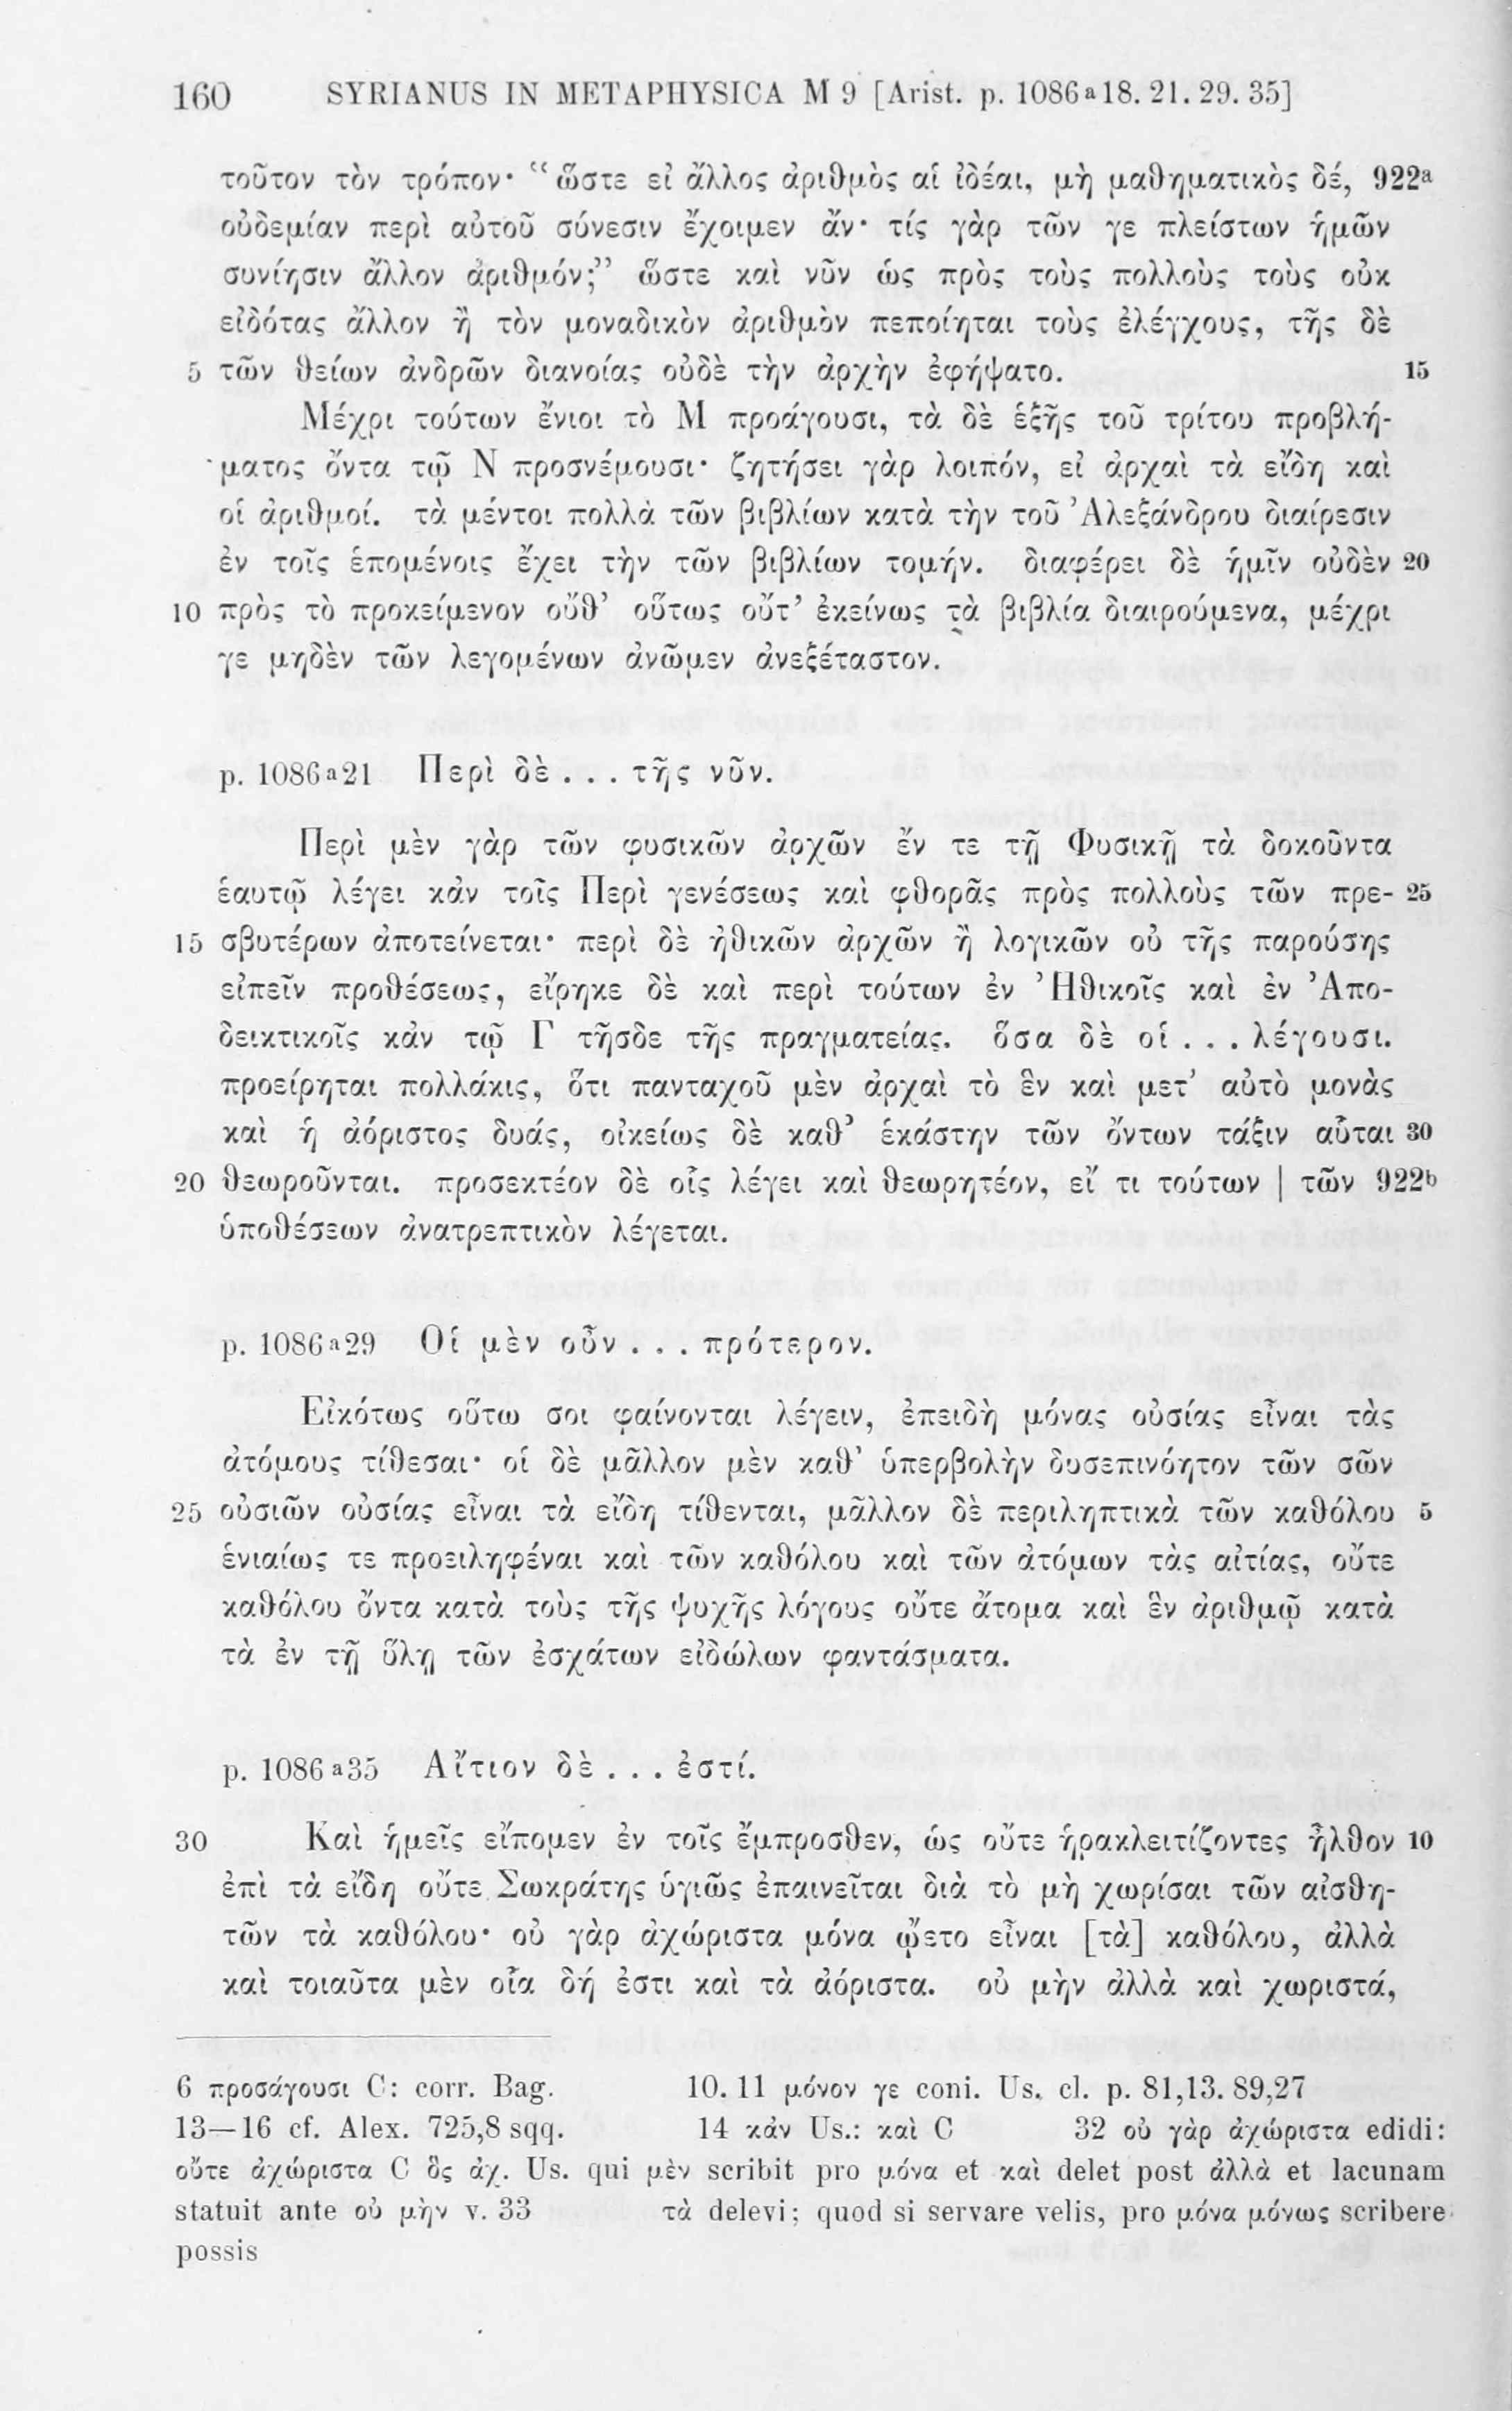 160 SYRIANUS IN METAPHYSICA M 9 [Arist. p. 1086ᵃ18. 21. 29. 35]
τοῦτον τὸν τρόπον· “ὥστε εἰ ἄλλος ἀριθμὸς αἱ ἰδέαι, μὴ μαθηματικὸς δέ, 922ᵃ
οὐδεμίαν περὶ αὐτοῦ σύνεσιν ἔχοιμεν ἄν· τίς γὰρ τῶν γε πλείστων ἡμῶν
συνίησιν ἄλλον ἀριθμόν;” ὥστε καὶ νῦν ὡς πρὸς τοὺς πολλοὺς τοὺς οὐκ
εἰδότας ἄλλον ἢ τὸν μοναδικὸν ἀριθμὸν πεποίηται τοὺς ἐλέγχους, τῆς δὲ
5 τῶν θείων ἀνδρῶν διανοίας οὐδὲ τὴν ἀρχὴν ἐφήψατο. 15
Μέχρι τούτων ἔνιοι τὸ Μ προάγουσι, τὰ δὲ ἑξῆς τοῦ τρίτου προβλή-
ματος ὄντα τῷ Ν προσνέμουσι· ζητήσει γὰρ λοιπόν, εἰ ἀρχαὶ τὰ εἴδη καὶ
οἱ ἀριθμοί. τὰ μέντοι πολλὰ τῶν βιβλίων κατὰ τὴν τοῦ Ἀλεξάνδρου διαίρεσιν
ἐν τοῖς ἑπομένοις ἔχει τὴν τῶν βιβλίων τομήν. διαφέρει δὲ ἡμῖν οὐδὲν 20
10 πρὸς τὸ προκείμενον οὔθ’ οὕτως οὔτ’ ἐκείνως τὰ βιβλία διαιρούμενα, μέχρι
γε μηδὲν τῶν λεγομένων ἀνῶμεν ἀνεξέταστον.
p. 1086ᵃ21 Περὶ δὲ . . . τῆς νῦν.
Περὶ μὲν γὰρ τῶν φυσικῶν ἀρχῶν ἔν τε τῇ Φυσικῇ τὰ δοκοῦντα
ἑαυτῷ λέγει κἀν τοῖς Περὶ γενέσεως καὶ φθορᾶς πρὸς πολλοὺς τῶν πρε- 25
15 σβυτέρων ἀποτείνεται· περὶ δὲ ἠθικῶν ἀρχῶν ἢ λογικῶν οὐ τῆς παρούσης
εἰπεῖν προθέσεως, εἴρηκε δὲ καὶ περὶ τούτων ἐν Ἠθικοῖς καὶ ἐν Ἀπο-
δεικτικοῖς κἀν τῷ Γ τῆσδε τῆς πραγματείας. ὅσα δὲ οἱ . . . λέγουσι.
προείρηται πολλάκις, ὅτι πανταχοῦ μὲν ἀρχαὶ τὸ ἓν καὶ μετ’ αὐτὸ μονὰς
καὶ ἡ ἀόριστος δυάς, οἰκείως δὲ καθ’ ἑκάστην τῶν ὄντων τάξιν αὗται 30
20 θεωροῦνται. προσεκτέον δὲ οἷς λέγει καὶ θεωρητέον, εἴ τι τούτων | τῶν 922ᵇ
ὑποθέσεων ἀνατρεπτικὸν λέγεται.
p. 1086ᵃ29 Οἱ μὲν οὖν . . . πρότερον.
Εἰκότως οὕτω σοι φαίνονται λέγειν, ἐπειδὴ μόνας οὐσίας εἶναι τὰς
ἀτόμους τίθεσαι· οἱ δὲ μᾶλλον μὲν καθ’ ὑπερβολὴν δυσεπινόητον τῶν σῶν
25 οὐσιῶν οὐσίας εἶναι τὰ εἴδη τίθενται, μᾶλλον δὲ περιληπτικὰ τῶν καθόλου 5
ἑνιαίως τε προειληφέναι καὶ τῶν καθόλου καὶ τῶν ἀτόμων τὰς αἰτίας, οὔτε
καθόλου ὄντα κατὰ τοὺς τῆς ψυχῆς λόγους οὔτε ἄτομα καὶ ἓν ἀριθμῷ κατὰ
τὰ ἐν τῇ ὕλῃ τῶν ἐσχάτων εἰδώλων φαντάσματα.
p. 1086ᵃ35 Αἴτιον δὲ . . . ἐστί.
30 Καὶ ἡμεῖς εἴπομεν ἐν τοῖς ἔμπροσθεν, ὡς οὔτε ἡρακλειτίζοντες ἦλθον 10
ἐπὶ τὰ εἴδη οὔτε Σωκράτης ὑγιῶς ἐπαινεῖται διὰ τὸ μὴ χωρίσαι τῶν αἰσθη-
τῶν τὰ καθόλου· οὐ γὰρ ἀχώριστα μόνα ᾤετο εἶναι [τὰ] καθόλου, ἀλλὰ
καὶ τοιαῦτα μὲν οἷα δή ἐστι καὶ τὰ ἀόριστα. οὐ μὴν ἀλλὰ καὶ χωριστά,
6 προσάγουσι C: corr. Bag. 10. 11 μόνον γε coni. Us. cl. p. 81,13. 89,27
13—16 cf. Alex. 725,8 sqq. 14 κἀν Us.: καὶ C 32 οὐ γὰρ ἀχώριστα edidi:
οὔτε ἀχώριστα C ὃς ἀχ. Us. qui μὲν scribit pro μόνα et καὶ delet post ἀλλὰ et lacunam
statuit ante οὐ μὴν v. 33 τὰ delevi; quod si servare velis, pro μόνα μόνως scribere
possis